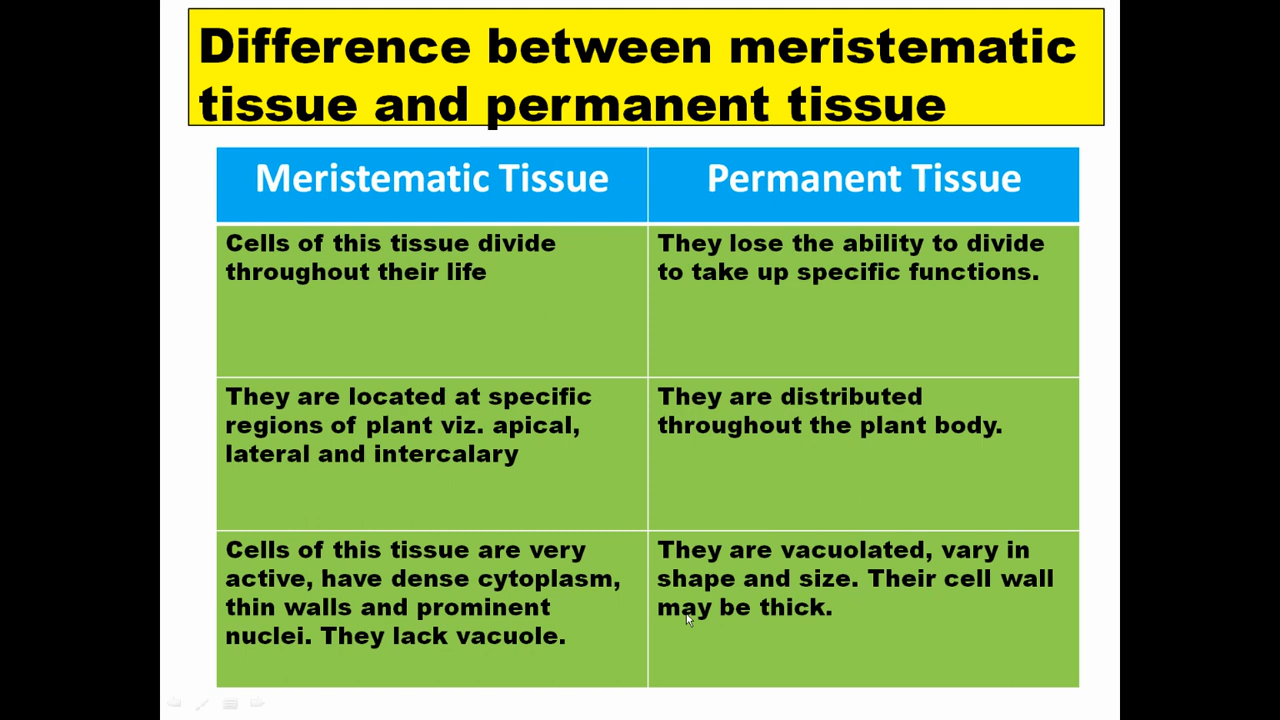 Difference between meristematic
tissue and permanent tissue
Meristematic Tissue
Permanent Tissue
Cells of this tissue divide
throughout their life
They lose the ability to divide
to take up specific functions.
They are located at specific
regions of plant viz. apical,
lateral and intercalary
They are distributed
throughout the plant body.
Cells of this tissue are very
active, have dense cytoplasm,
thin walls and prominent
nuclei. They lack vacuole.
They are vacuolated, vary in
shape and size. Their cell wall
may be thick.